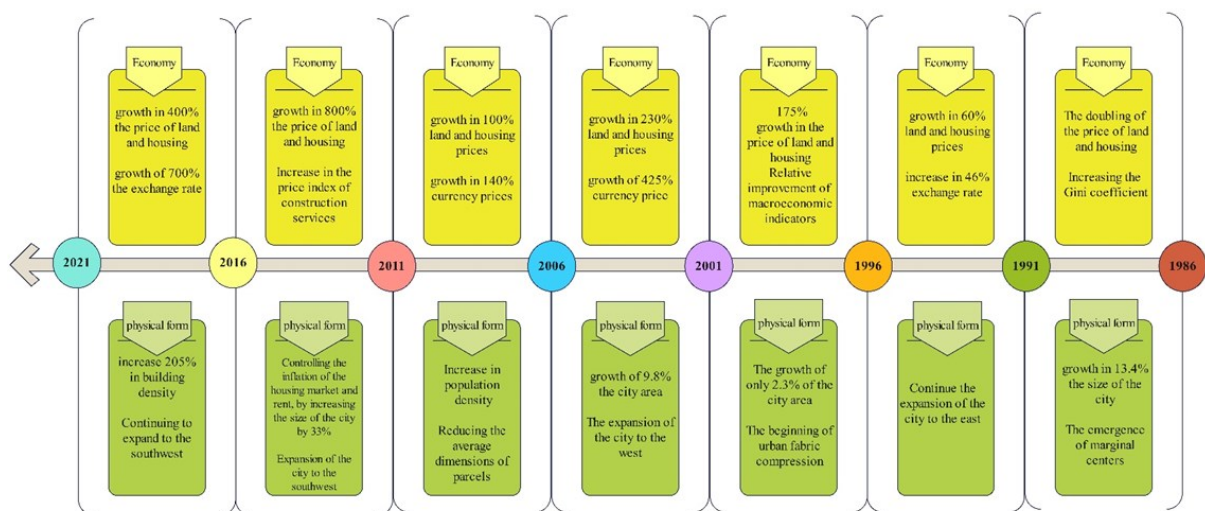 Economy
growth in 400%
the price of land
and housing
growth of 700%
the exchange rate
Economy
growth in 800%
the price of land
and housing
Increase in the
price index of
construction
services
Economy
growth in 100%
land and housing
prices
growth in 140%
currency prices
Economy
growth in 230%
land and housing
prices
growth of 425%
currency price
Economy
175%
growth in the
price of land and
housing
Relative
improvement of
macroeconomic
indicators
Economy
growth in 60%
land and housing
prices
increase in 46%
exchange rate
Economy
The doubling of
the price of land
and housing
Increasing the
Gini coefficient
2021
2016
2011
2006
2001
1996
1991
1986
physical form
increase 205%
in building
density
Continuing to
expand to the
southwest
physical form
Controlling the
inflation of the
housing market and
rent, by increasing
the size of the city
by 33%
Expansion of the
city to the
southwest
physical form
Increase in
population
density
Reducing the
average
dimensions of
parcels
physical form
growth of 9.8%
the city area
The expansion of
the city to the
west
physical form
The growth of
only 2.3% of the
city area
The beginning of
urban fabric
compression
physical form
Continue the
expansion of the
city to the east
physical form
growth in 13.4%
the size of the
city
The emergence of
marginal
centers